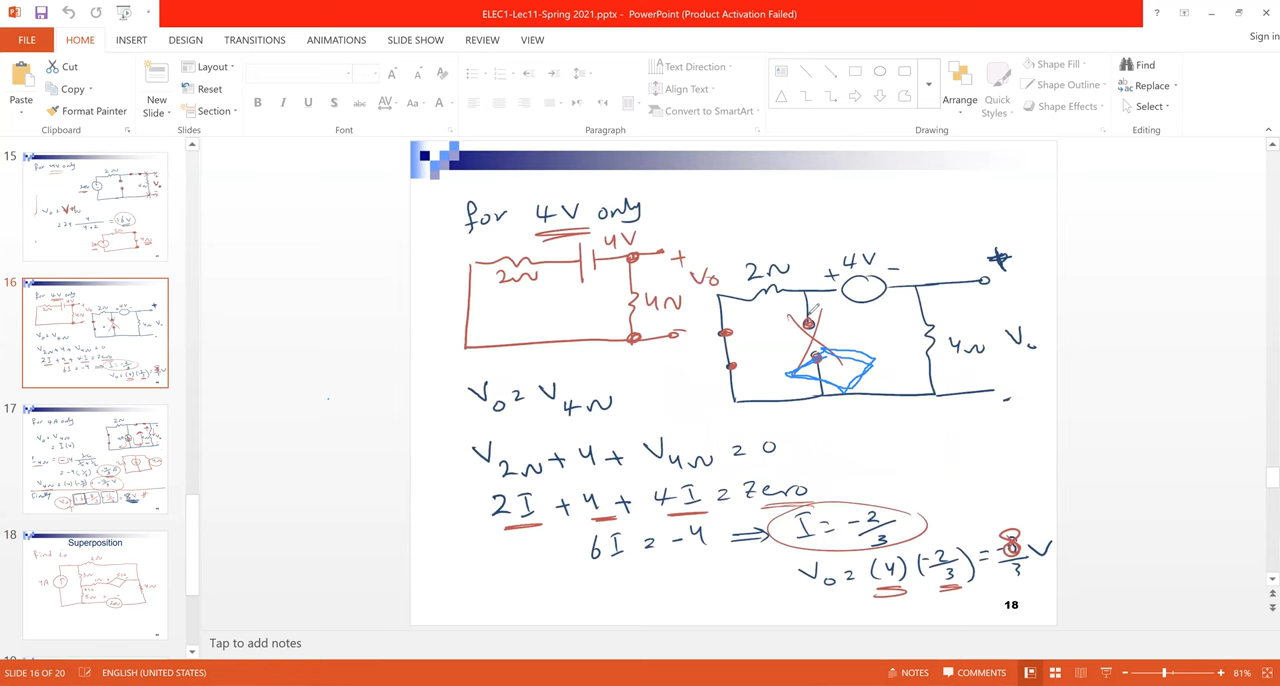 ELEC1-Lec11-Spring 2021.pptx - PowerPoint (Product Activation Failed)
Sign in
FILE HOME INSERT DESIGN TRANSITIONS ANIMATIONS SLIDE SHOW REVIEW VIEW
Cut
Copy
Format Painter
Paste
Clipboard
New Slide
Layout
Reset
Section
Slides
B I U S abc AV Aa A
Font
Text Direction
Align Text
Convert to SmartArt
Paragraph
Arrange
Quick Styles
Shape Fill
Shape Outline
Shape Effects
Drawing
Find
Replace
Select
Editing
15
16
17
18
Superposition
for 4V only
4V
2Ω
+
Vo
4Ω
-
2Ω
+ 4V -
+
4Ω
Vo
-
Vo = V4Ω
V2Ω + 4 + V4Ω = 0
2I + 4 + 4I = Zero
6I = -4 ⟹ I = -2/3
Vo = (4) (-2/3) = -8/3 V
18
Tap to add notes
SLIDE 16 OF 20
ENGLISH (UNITED STATES)
NOTES
COMMENTS
81%